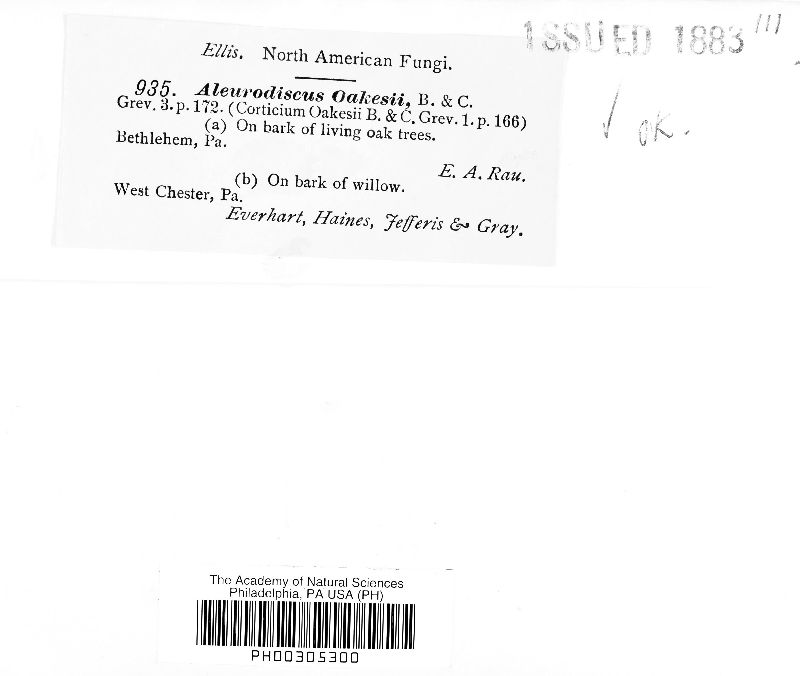 ISSUED 1883
Ellis. North American Fungi.
935. Aleurodiscus Oakesii, B. & C.
Grev. 3. p. 172. (Corticium Oakesii B. & C. Grev. 1. p. 166)
(a) On bark of living oak trees.
Bethlehem, Pa.
E. A. Rau.
(b) On bark of willow.
West Chester, Pa.
Everhart, Haines, Jefferis & Gray.
OK.
The Academy of Natural Sciences
Philadelphia, PA USA (PH)
PH00305300